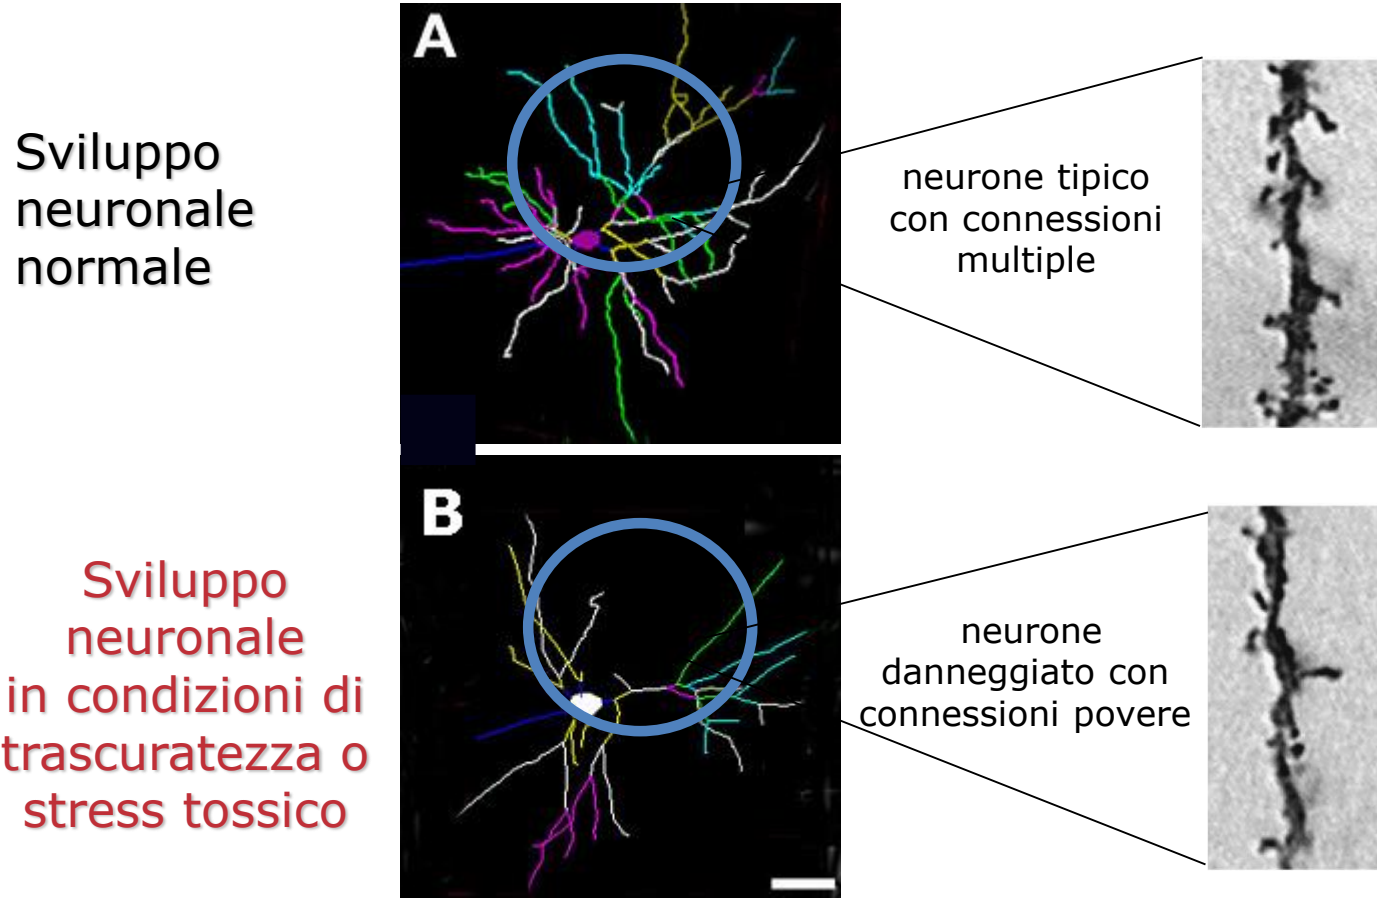 A
Sviluppo
neuronale
normale
neurone tipico
con connessioni
multiple
B
Sviluppo
neuronale
in condizioni di
trascuratezza o
stress tossico
neurone
danneggiato con
connessioni povere